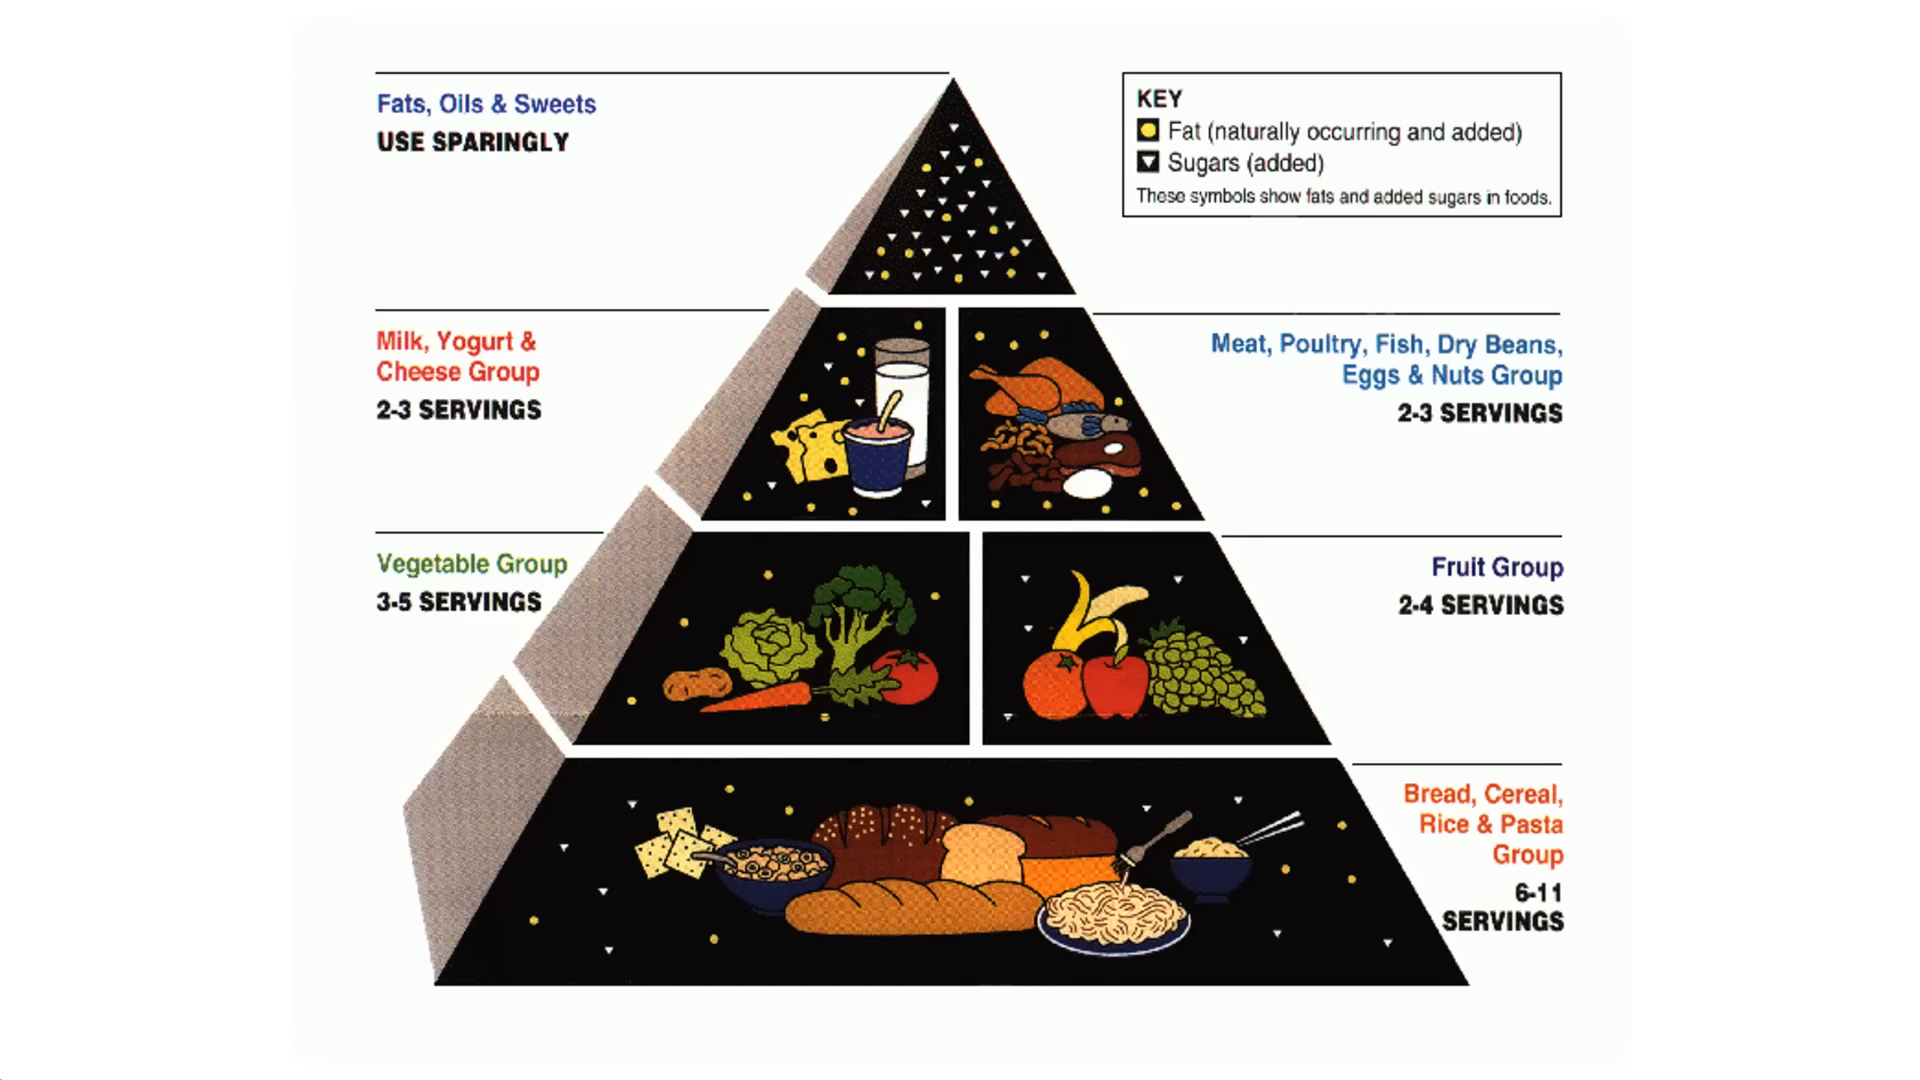 Fats, Oils & Sweets
USE SPARINGLY
KEY
Fat (naturally occurring and added)
Sugars (added)
These symbols show fats and added sugars in foods.
Milk, Yogurt &
Cheese Group
2-3 SERVINGS
Meat, Poultry, Fish, Dry Beans,
Eggs & Nuts Group
2-3 SERVINGS
Vegetable Group
3-5 SERVINGS
Fruit Group
2-4 SERVINGS
Bread, Cereal,
Rice & Pasta
Group
6-11
SERVINGS